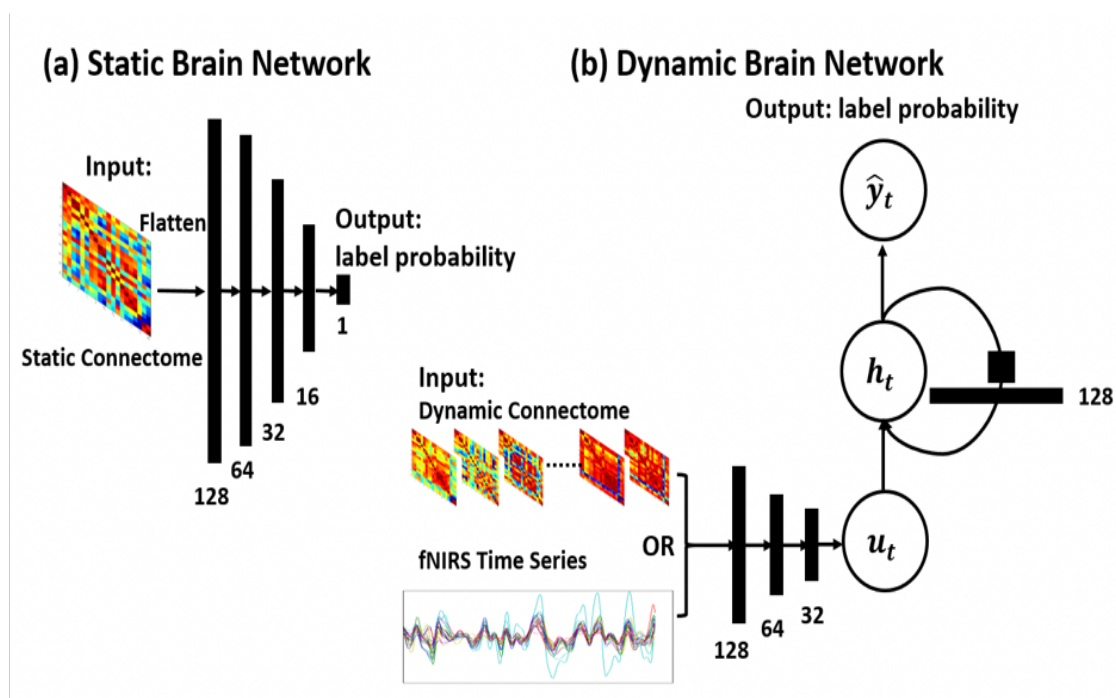 (a) Static Brain Network
Input:
Flatten
Static Connectome
128
64
32
16
1
Output:
label probability
(b) Dynamic Brain Network
Output: label probability
ŷₜ
hₜ
128
uₜ
Input:
Dynamic Connectome
OR
fNIRS Time Series
128
64
32